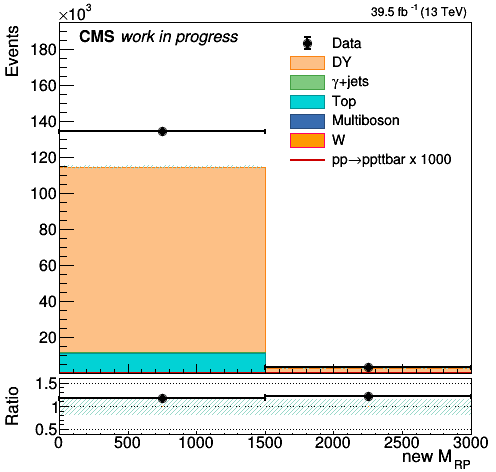 ×10³
39.5 fb⁻¹ (13 TeV)
Events
CMS work in progress
Data
DY
γ+jets
Top
Multiboson
W
pp→ppttbar x 1000
180
160
140
120
100
80
60
40
20
Ratio
1.5
1
0.5
0 500 1000 1500 2000 2500 3000
new M_RP